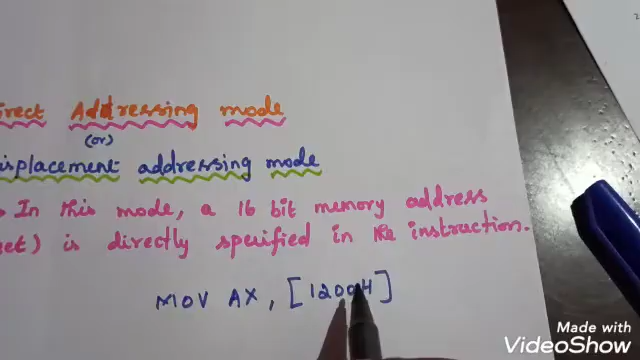 irect Addressing mode
(or)
isplacement addressing mode
In this mode, a 16 bit memory address
set) is directly specified in the instruction.
MOV AX, [1200H]
Made with
VideoShow